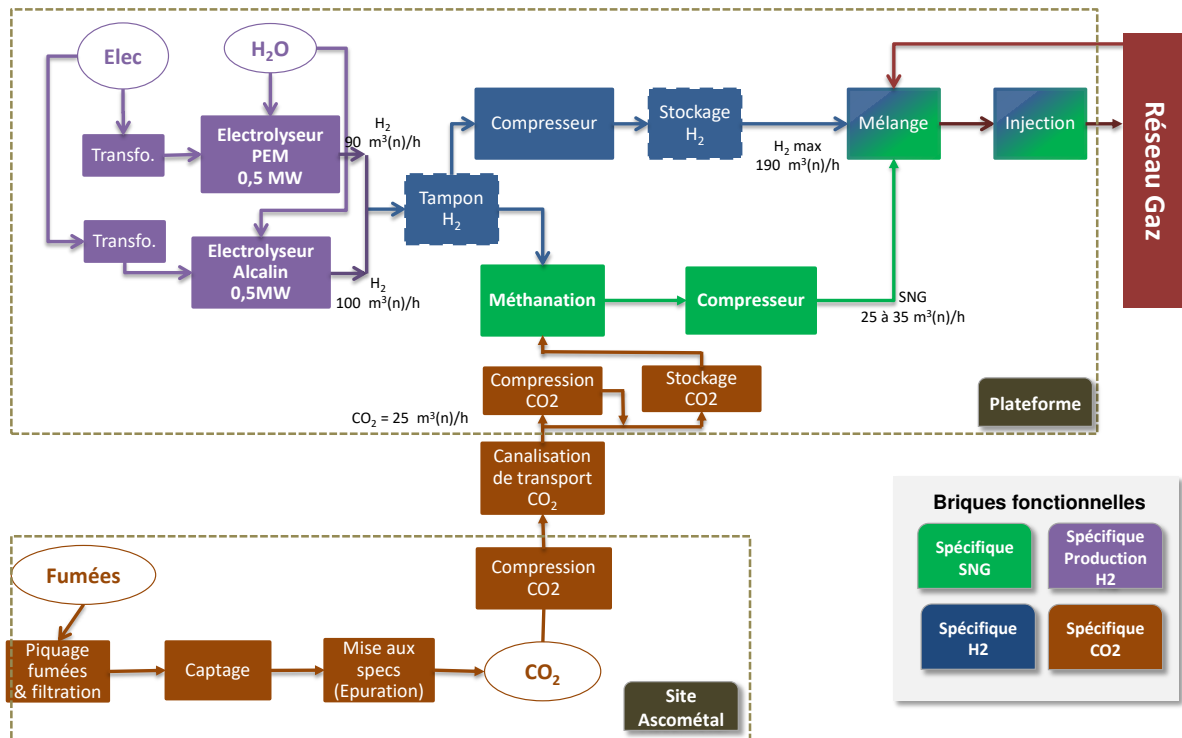 Elec
H₂O
Transfo.
Electrolyseur
PEM
0,5 MW
H₂
90 m³(n)/h
Transfo.
Electrolyseur
Alcalin
0,5MW
H₂
100 m³(n)/h
Tampon
H₂
Compresseur
Stockage
H₂
H₂ max
190 m³(n)/h
Mélange
Injection
Réseau Gaz
Méthanation
Compresseur
SNG
25 à 35 m³(n)/h
Compression
CO2
Stockage
CO2
CO₂ = 25 m³(n)/h
Plateforme
Canalisation
de transport
CO₂
Compression
CO2
Fumées
Piquage
fumées
& filtration
Captage
Mise aux
specs
(Epuration)
CO₂
Site
Ascométal
Briques fonctionnelles
Spécifique
SNG
Spécifique
Production
H2
Spécifique
H2
Spécifique
CO2